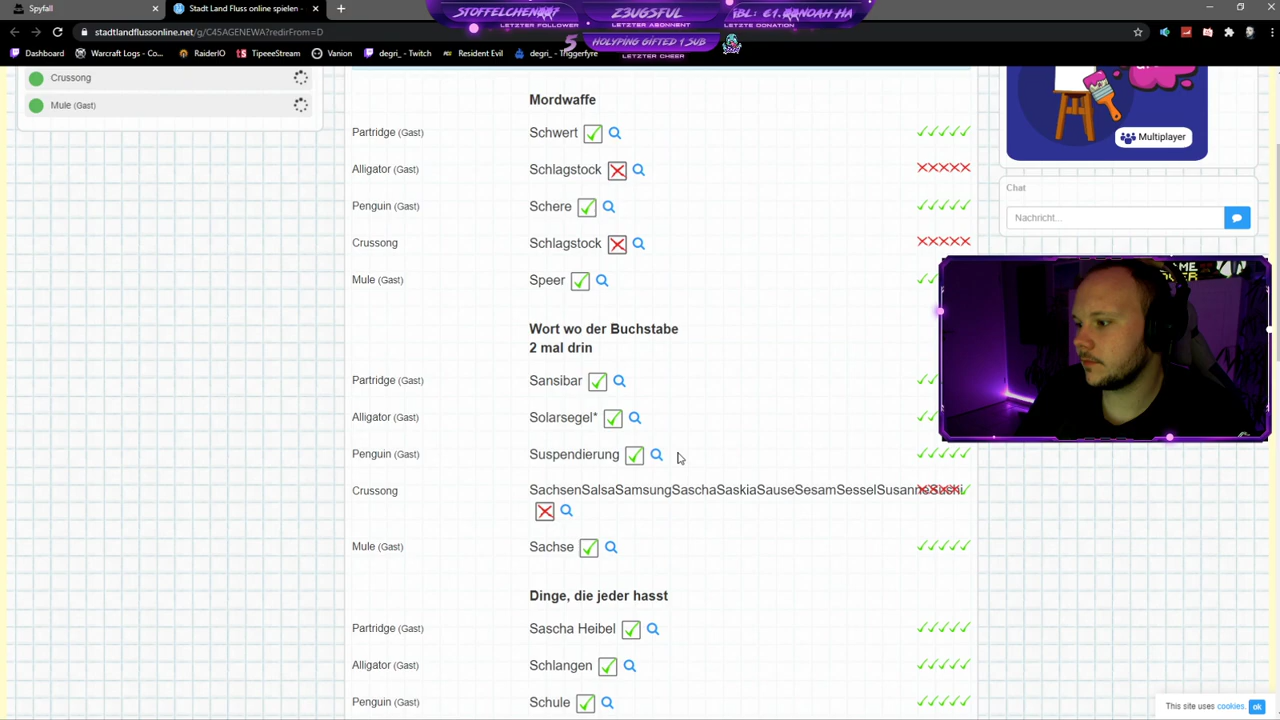 Spyfall
Stadt Land Fluss online spielen -
STOFFELCHEN007
LETZTER FOLLOWER
Z3UGSFUL
LETZTER ABONNENT
LETZTE DONATION
HOLYPING GIFTED 1 SUB
LETZTER CHEER
stadtlandflussonline.net/g/C45AGENEWA?redirFrom=D
Dashboard
Warcraft Logs - Co...
RaiderIO
TipeeeStream
Vanion
degri_ - Twitch
Resident Evil
degri_ - Triggerfyre
Crussong
Mule (Gast)
Multiplayer
Chat
Nachricht...
Mordwaffe
Partridge (Gast) Schwert
Alligator (Gast) Schlagstock
Penguin (Gast) Schere
Crussong Schlagstock
Mule (Gast) Speer
Wort wo der Buchstabe
2 mal drin
Partridge (Gast) Sansibar
Alligator (Gast) Solarsegel*
Penguin (Gast) Suspendierung
Crussong SachsenSalsaSamsungSaschaSaskiaSauseSesamSesselSusanneSushi
Mule (Gast) Sachse
Dinge, die jeder hasst
Partridge (Gast) Sascha Heibel
Alligator (Gast) Schlangen
Penguin (Gast) Schule
This site uses cookies. ok